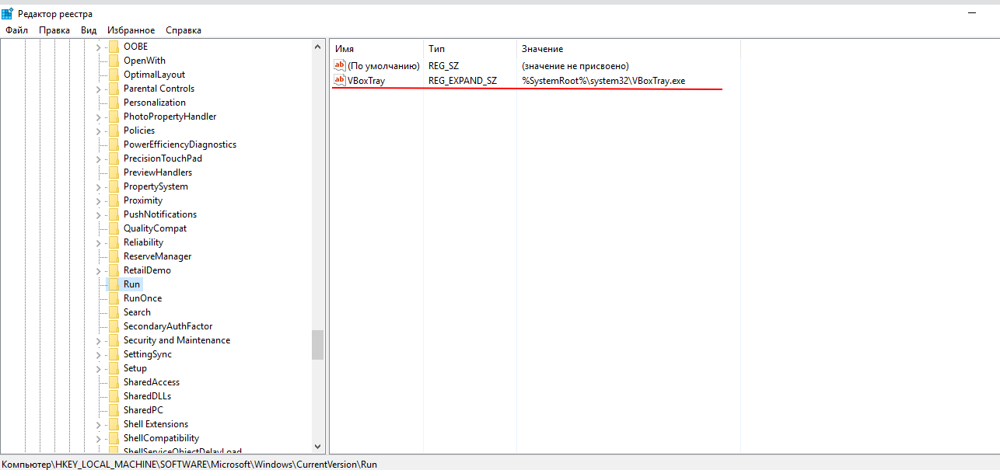 Редактор реестра
Файл Правка Вид Избранное Справка
OOBE
OpenWith
OptimalLayout
Parental Controls
Personalization
PhotoPropertyHandler
Policies
PowerEfficiencyDiagnostics
PrecisionTouchPad
PreviewHandlers
PropertySystem
Proximity
PushNotifications
QualityCompat
Reliability
ReserveManager
RetailDemo
Run
RunOnce
Search
SecondaryAuthFactor
Security and Maintenance
SettingSync
Setup
SharedAccess
SharedDLLs
SharedPC
Shell Extensions
ShellCompatibility
ShellServiceObjectDelayLoad
Имя Тип Значение
ab (По умолчанию) REG_SZ (значение не присвоено)
ab VBoxTray REG_EXPAND_SZ %SystemRoot%\system32\VBoxTray.exe
Компьютер\HKEY_LOCAL_MACHINE\SOFTWARE\Microsoft\Windows\CurrentVersion\Run